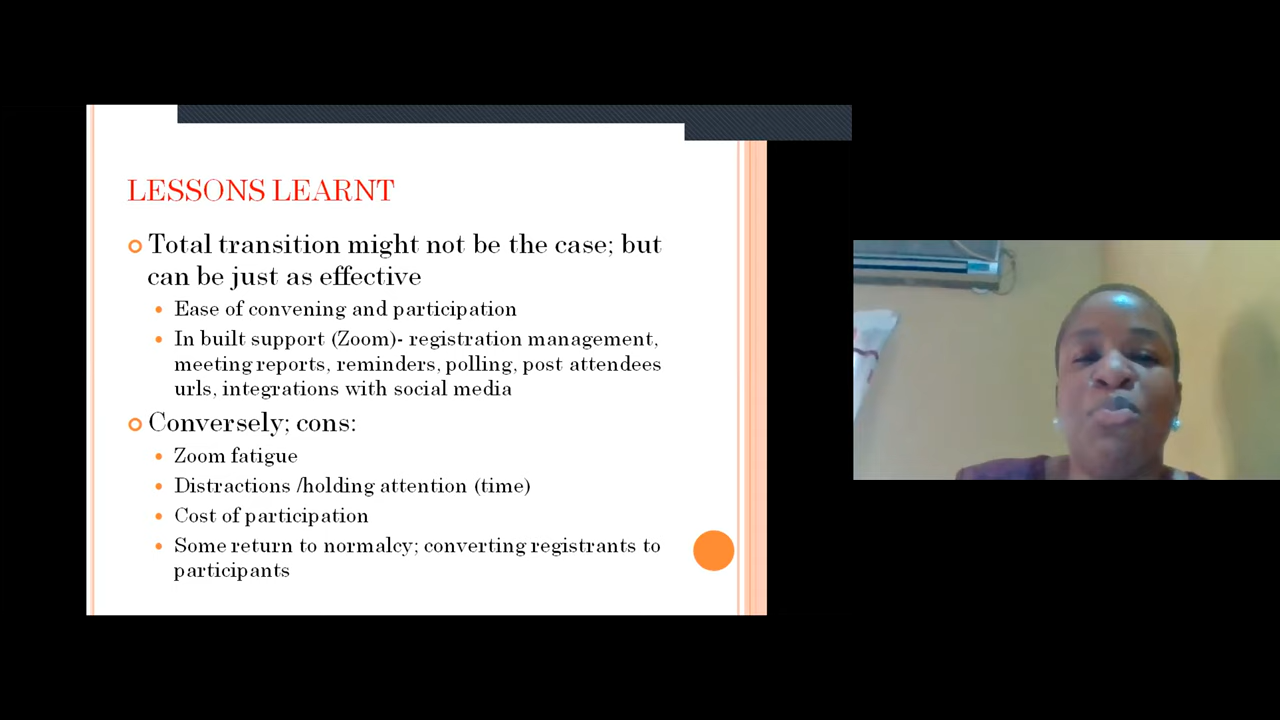 LESSONS LEARNT
Total transition might not be the case; but
can be just as effective
Ease of convening and participation
In built support (Zoom)- registration management,
meeting reports, reminders, polling, post attendees
urls, integrations with social media
Conversely; cons:
Zoom fatigue
Distractions /holding attention (time)
Cost of participation
Some return to normalcy; converting registrants to
participants